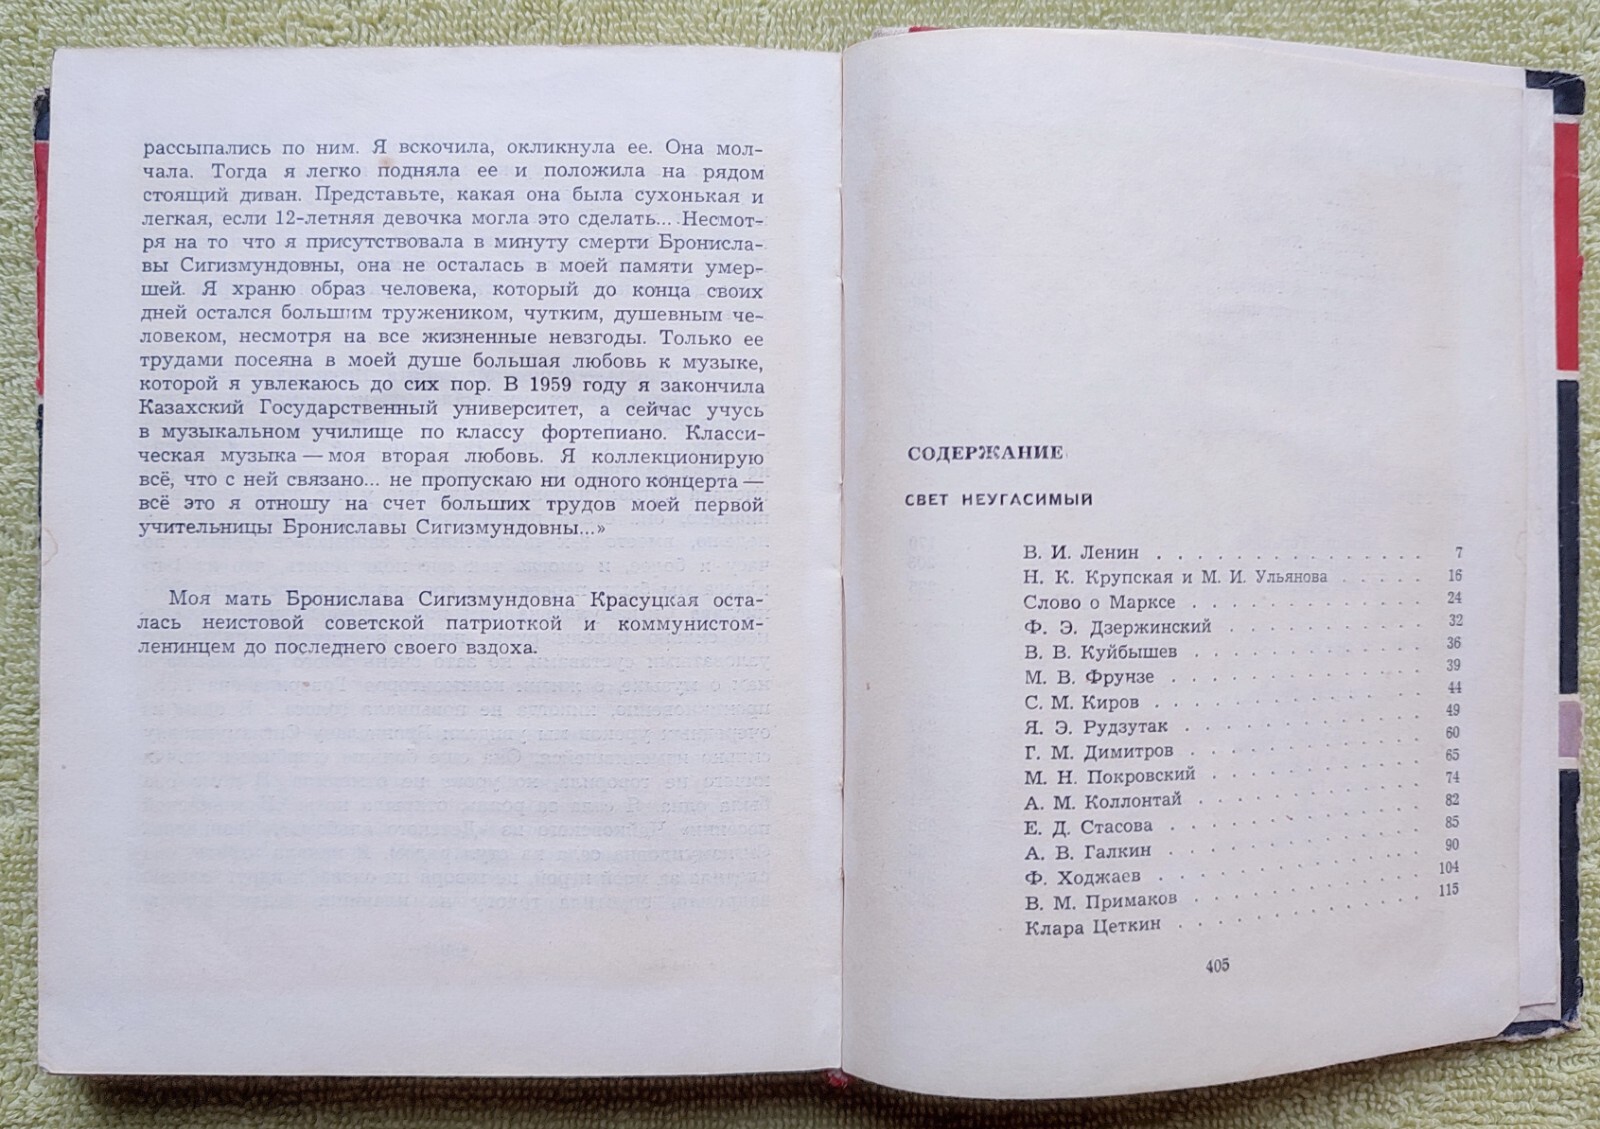 рассыпались по ним. Я вскочила, окликнула ее. Она мол-
чала. Тогда я легко подняла ее и положила на рядом
стоящий диван. Представьте, какая она была сухонькая и
легкая, если 12-летняя девочка могла это сделать... Несмот-
ря на то что я присутствовала в минуту смерти Бронисла-
вы Сигизмундовны, она не осталась в моей памяти умер-
шей. Я храню образ человека, который до конца своих
дней остался большим тружеником, чутким, душевным че-
ловеком, несмотря на все жизненные невзгоды. Только ее
трудами посеяна в моей душе большая любовь к музыке,
которой я увлекаюсь до сих пор. В 1959 году я закончила
Казахский Государственный университет, а сейчас учусь
в музыкальном училище по классу фортепиано. Класси-
ческая музыка — моя вторая любовь. Я коллекционирую
всё, что с ней связано... не пропускаю ни одного концерта —
всё это я отношу на счет больших трудов моей первой
учительницы Брониславы Сигизмундовны...»
Моя мать Бронислава Сигизмундовна Красуцкая оста-
лась неистовой советской патриоткой и коммунистом-
ленинцем до последнего своего вздоха.
СОДЕРЖАНИЕ
СВЕТ НЕУГАСИМЫЙ
В. И. Ленин . . . . . . . . . . . . . . . 7
Н. К. Крупская и М. И. Ульянова . . . . . 16
Слово о Марксе . . . . . . . . . . . . . 24
Ф. Э. Дзержинский . . . . . . . . . . . . 32
В. В. Куйбышев . . . . . . . . . . . . . 36
М. В. Фрунзе . . . . . . . . . . . . . . 39
С. М. Киров . . . . . . . . . . . . . . . 44
Я. Э. Рудзутак . . . . . . . . . . . . . 49
Г. М. Димитров . . . . . . . . . . . . . 60
М. Н. Покровский . . . . . . . . . . . . 65
А. М. Коллонтай . . . . . . . . . . . . . 74
Е. Д. Стасова . . . . . . . . . . . . . . 82
А. В. Галкин . . . . . . . . . . . . . . 85
Ф. Ходжаев . . . . . . . . . . . . . . . 90
В. М. Примаков . . . . . . . . . . . . . 104
Клара Цеткин . . . . . . . . . . . . . . 115
405